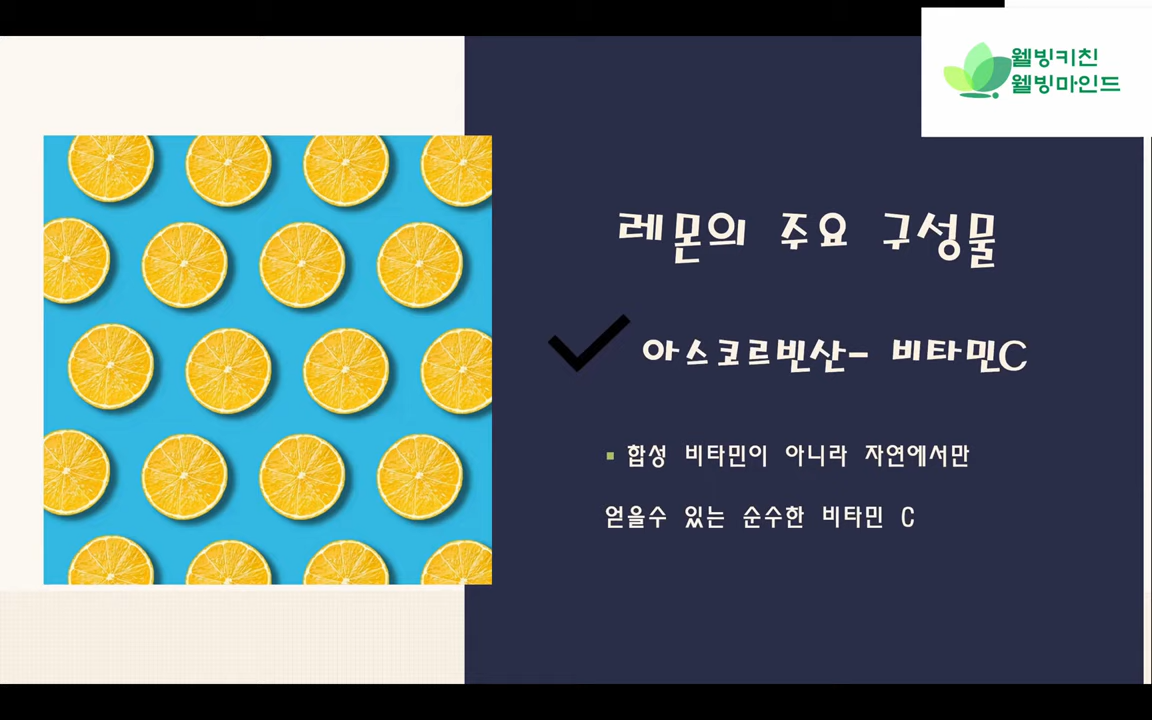 웰빙키친
웰빙마인드
레몬의 주요 구성물
아스코르빈산- 비타민C
합성 비타민이 아니라 자연에서만
얻을수 있는 순수한 비타민 C